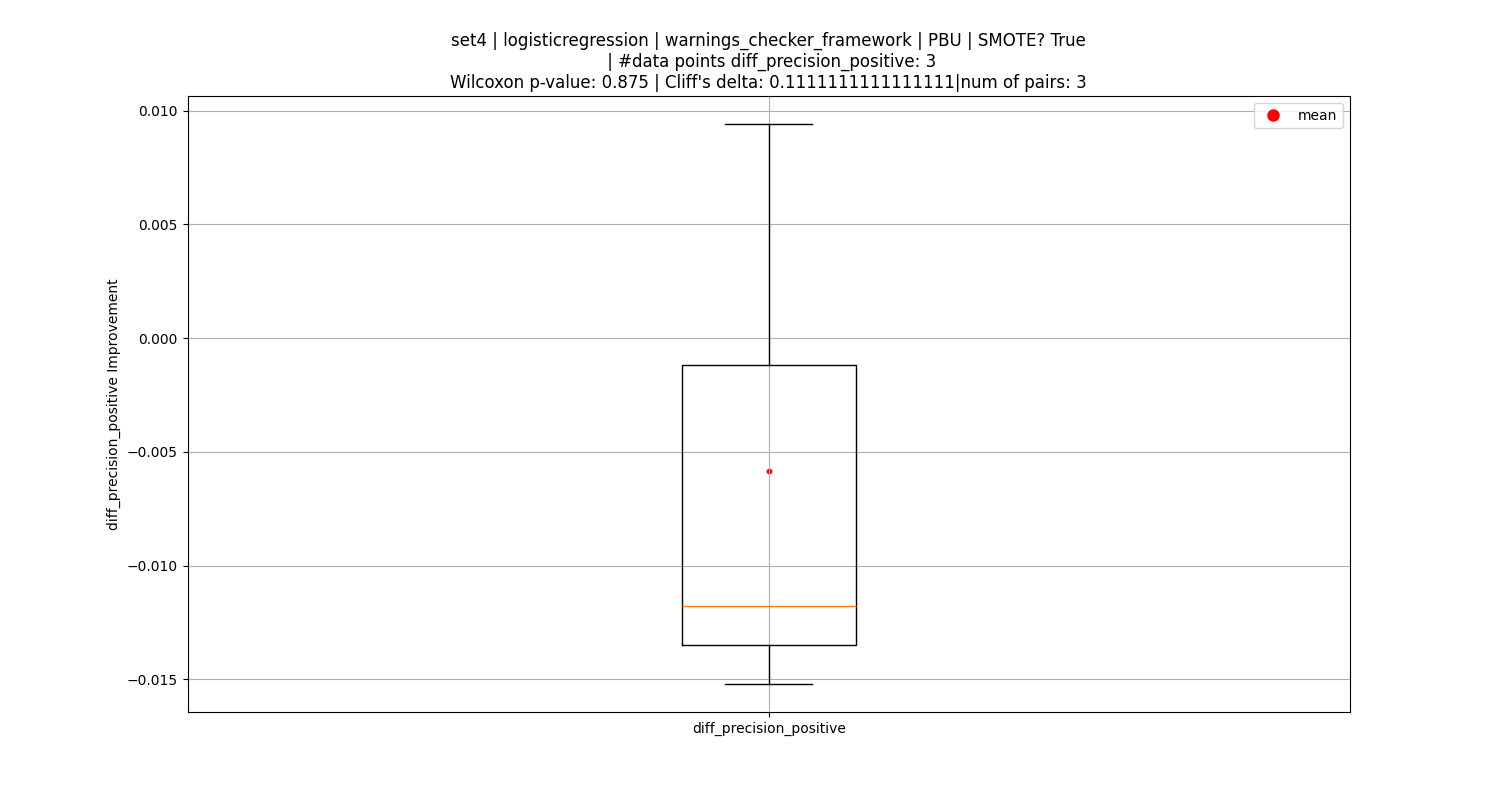 set4 | logisticregression | warnings_checker_framework | PBU | SMOTE? True
| #data points diff_precision_positive: 3
Wilcoxon p-value: 0.875 | Cliff's delta: 0.1111111111111111|num of pairs: 3
mean
0.010
0.005
0.000
−0.005
−0.010
−0.015
diff_precision_positive Improvement
diff_precision_positive